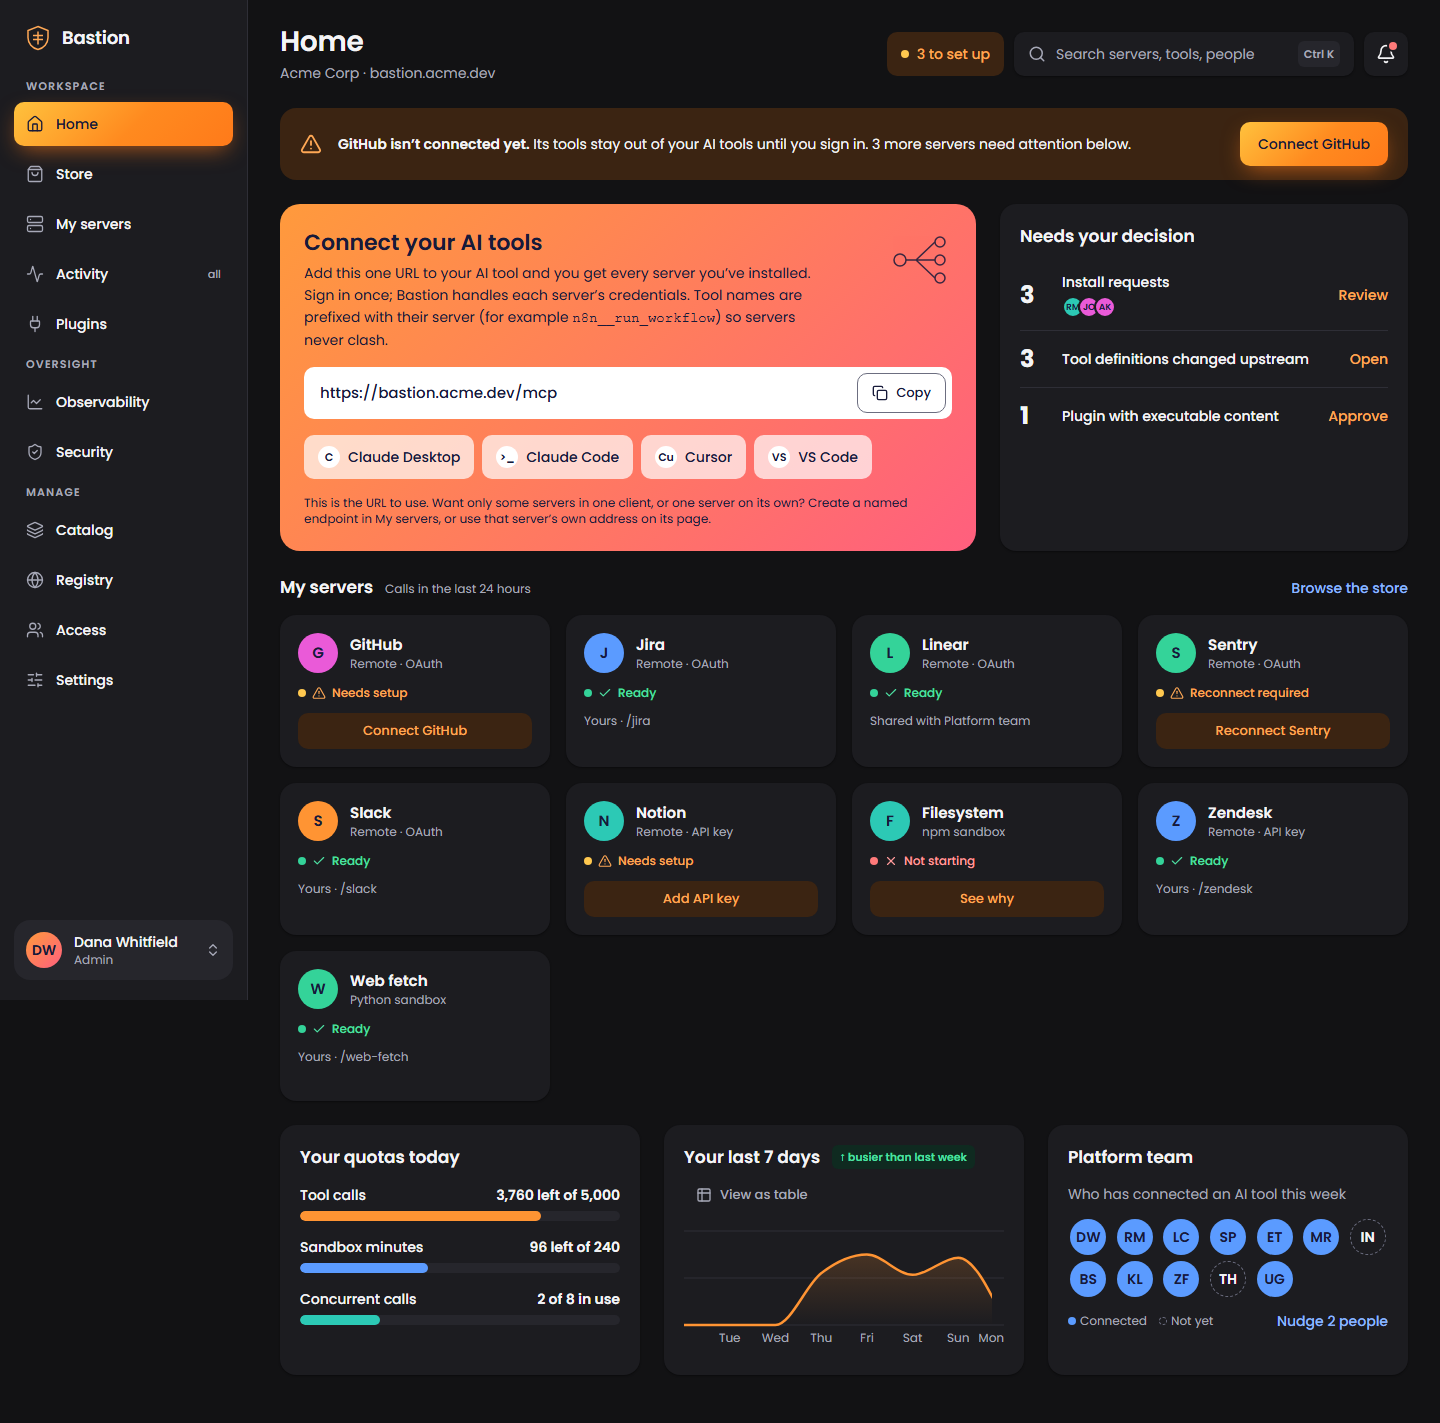 Bastion
WORKSPACE
Home
Store
My servers
Activity all
Plugins
OVERSIGHT
Observability
Security
MANAGE
Catalog
Registry
Access
Settings
DW
Dana Whitfield
Admin
Home
Acme Corp · bastion.acme.dev
3 to set up
Search servers, tools, people
Ctrl K
GitHub isn’t connected yet. Its tools stay out of your AI tools until you sign in. 3 more servers need attention below.
Connect GitHub
Connect your AI tools
Add this one URL to your AI tool and you get every server you’ve installed.
Sign in once; Bastion handles each server’s credentials. Tool names are
prefixed with their server (for example n8n__run_workflow) so servers
never clash.
https://bastion.acme.dev/mcp
Copy
C Claude Desktop
>_ Claude Code
Cu Cursor
VS VS Code
This is the URL to use. Want only some servers in one client, or one server on its own? Create a named
endpoint in My servers, or use that server’s own address on its page.
Needs your decision
3 Install requests Review
RM JO AK
3 Tool definitions changed upstream Open
1 Plugin with executable content Approve
My servers Calls in the last 24 hours
Browse the store
G
GitHub
Remote · OAuth
Needs setup
Connect GitHub
J
Jira
Remote · OAuth
Ready
Yours · /jira
L
Linear
Remote · OAuth
Ready
Shared with Platform team
S
Sentry
Remote · OAuth
Reconnect required
Reconnect Sentry
S
Slack
Remote · OAuth
Ready
Yours · /slack
N
Notion
Remote · API key
Needs setup
Add API key
F
Filesystem
npm sandbox
Not starting
See why
Z
Zendesk
Remote · API key
Ready
Yours · /zendesk
W
Web fetch
Python sandbox
Ready
Yours · /web-fetch
Your quotas today
Tool calls 3,760 left of 5,000
Sandbox minutes 96 left of 240
Concurrent calls 2 of 8 in use
Your last 7 days ↑ busier than last week
View as table
Tue Wed Thu Fri Sat Sun Mon
Platform team
Who has connected an AI tool this week
DW RM LC SP ET MR IN
BS KL ZF TH UG
Connected Not yet
Nudge 2 people